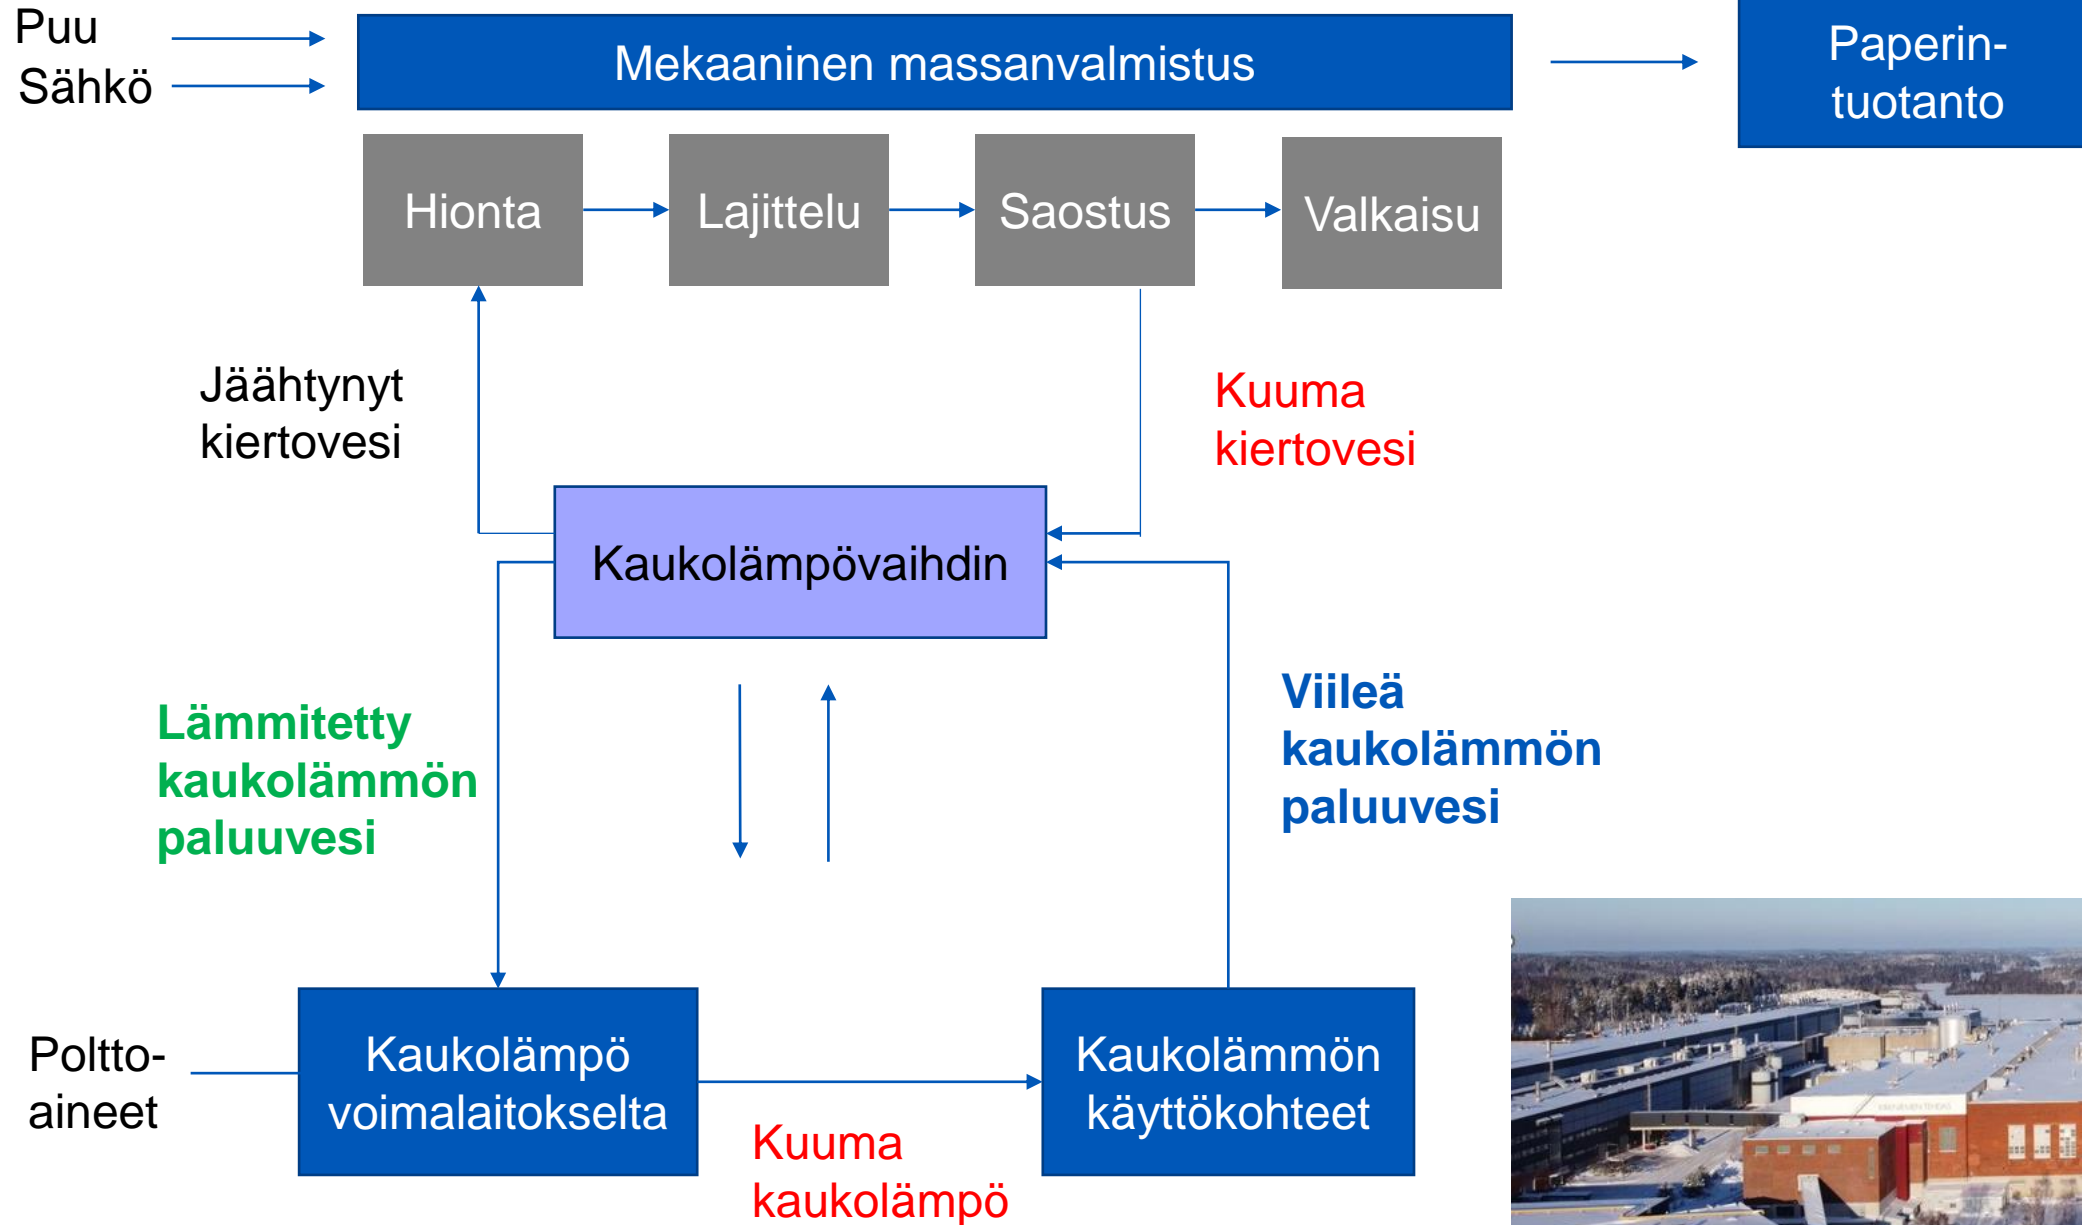 Puu
Sähkö
Mekaaninen massanvalmistus
Paperin-
tuotanto
Hionta
Lajittelu
Saostus
Valkaisu
Jäähtynyt
kiertovesi
Kuuma
kiertovesi
Kaukolämpövaihdin
Lämmitetty
kaukolämmön
paluuvesi
Viileä
kaukolämmön
paluuvesi
Poltto-
aineet
Kaukolämpö
voimalaitokselta
Kaukolämmön
käyttökohteet
Kuuma
kaukolämpö